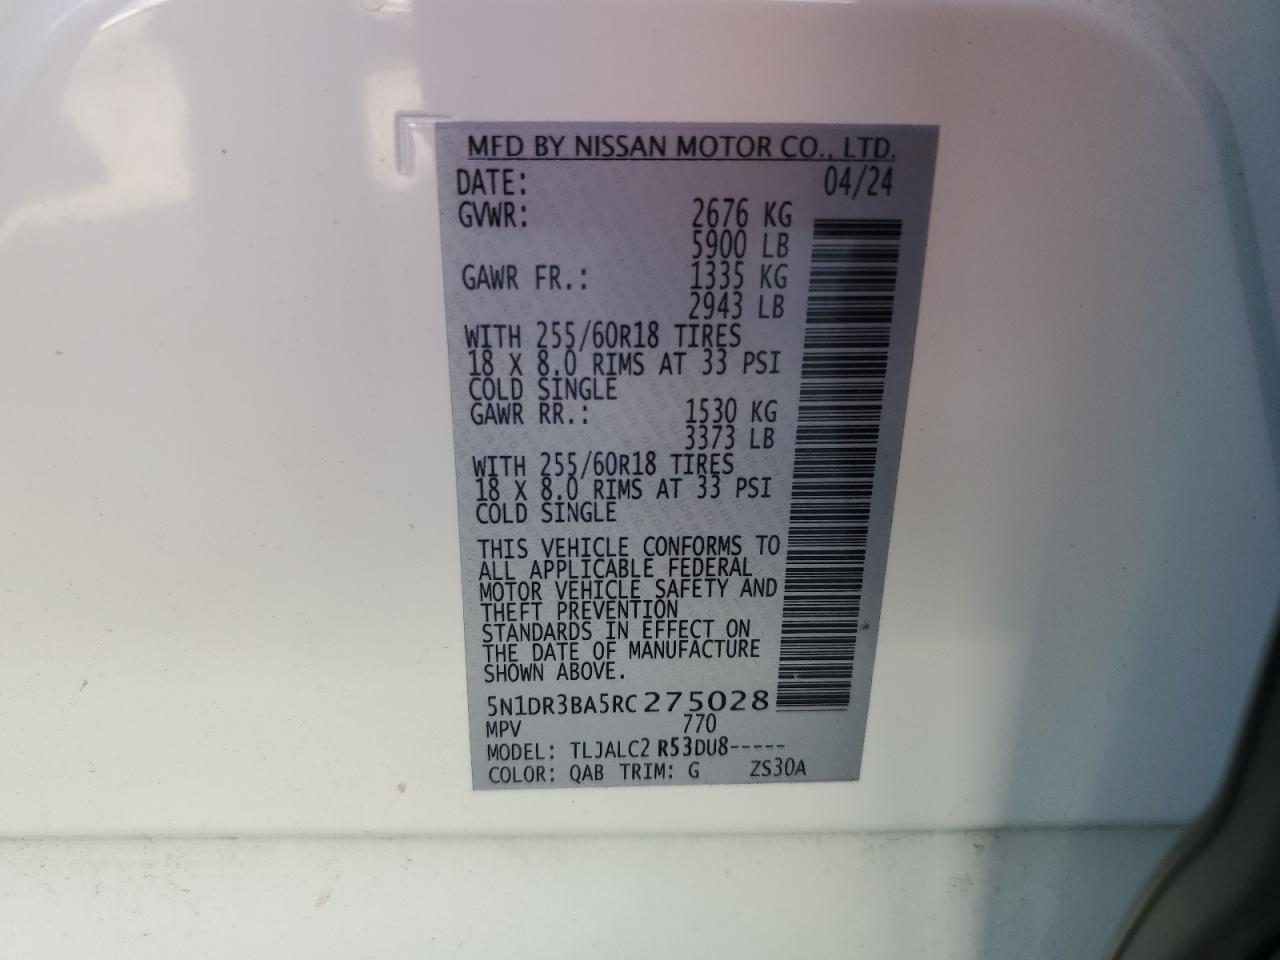 MFD BY NISSAN MOTOR CO., LTD.
DATE: 04/24
GVWR: 2676 KG
5900 LB
GAWR FR.: 1335 KG
2943 LB
WITH 255/60R18 TIRES
18 X 8.0 RIMS AT 33 PSI
COLD SINGLE
GAWR RR.: 1530 KG
3373 LB
WITH 255/60R18 TIRES
18 X 8.0 RIMS AT 33 PSI
COLD SINGLE
THIS VEHICLE CONFORMS TO
ALL APPLICABLE FEDERAL
MOTOR VEHICLE SAFETY AND
THEFT PREVENTION
STANDARDS IN EFFECT ON
THE DATE OF MANUFACTURE
SHOWN ABOVE.
5N1DR3BA5RC275028
MPV 770
MODEL: TLJALC2 R53DU8-----
COLOR: QAB TRIM: G ZS30A